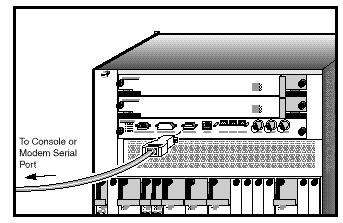 To Console or
Modem Serial
Port